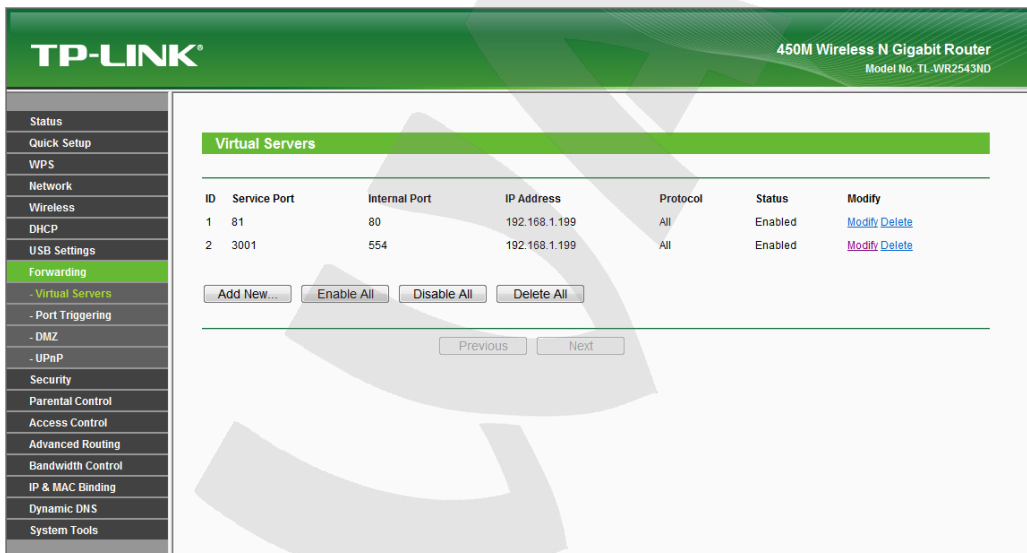 TP-LINK®
450M Wireless N Gigabit Router
Model No. TL-WR2543ND
Status
Quick Setup
WPS
Network
Wireless
DHCP
USB Settings
Forwarding
- Virtual Servers
- Port Triggering
- DMZ
- UPnP
Security
Parental Control
Access Control
Advanced Routing
Bandwidth Control
IP & MAC Binding
Dynamic DNS
System Tools
Virtual Servers
ID Service Port Internal Port IP Address Protocol Status Modify
1 81 80 192.168.1.199 All Enabled Modify Delete
2 3001 554 192.168.1.199 All Enabled Modify Delete
Add New... Enable All Disable All Delete All
Previous Next